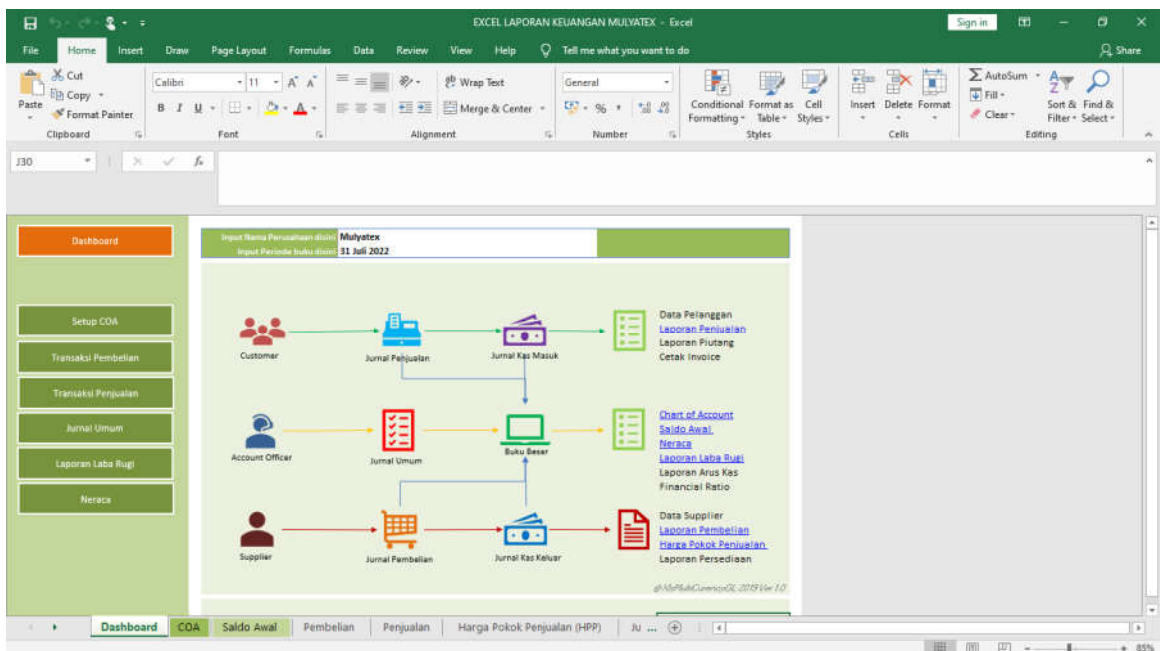 EXCEL LAPORAN KEUANGAN MULYATEX - Excel
Sign in
File Home Insert Draw Page Layout Formulas Data Review View Help Tell me what you want to do Share
Paste
Cut
Copy
Format Painter
Clipboard
Calibri 11
B I U
Font
Wrap Text
Merge & Center
Alignment
General
Number
Conditional Formatting
Format as Table
Cell Styles
Styles
Insert Delete Format
Cells
AutoSum
Fill
Clear
Sort & Filter
Find & Select
Editing
J30
fx
Dashboard
Setup COA
Transaksi Pembelian
Transaksi Penjualan
Jurnal Umum
Laporan Laba Rugi
Neraca
Input Nama Perusahaan disini Mulyatex
Input Periode buku disini 31 Juli 2022
Customer
Jurnal Penjualan
Jurnal Kas Masuk
Data Pelanggan
Laporan Penjualan
Laporan Piutang
Cetak Invoice
Account Officer
Jurnal Umum
Buku Besar
Chart of Account
Saldo Awal
Neraca
Laporan Laba Rugi
Laporan Arus Kas
Financial Ratio
Supplier
Jurnal Pembelian
Jurnal Kas Keluar
Data Supplier
Laporan Pembelian
Harga Pokok Penjualan
Laporan Persediaan
Dashboard COA Saldo Awal Pembelian Penjualan Harga Pokok Penjualan (HPP) Ju ...
85%